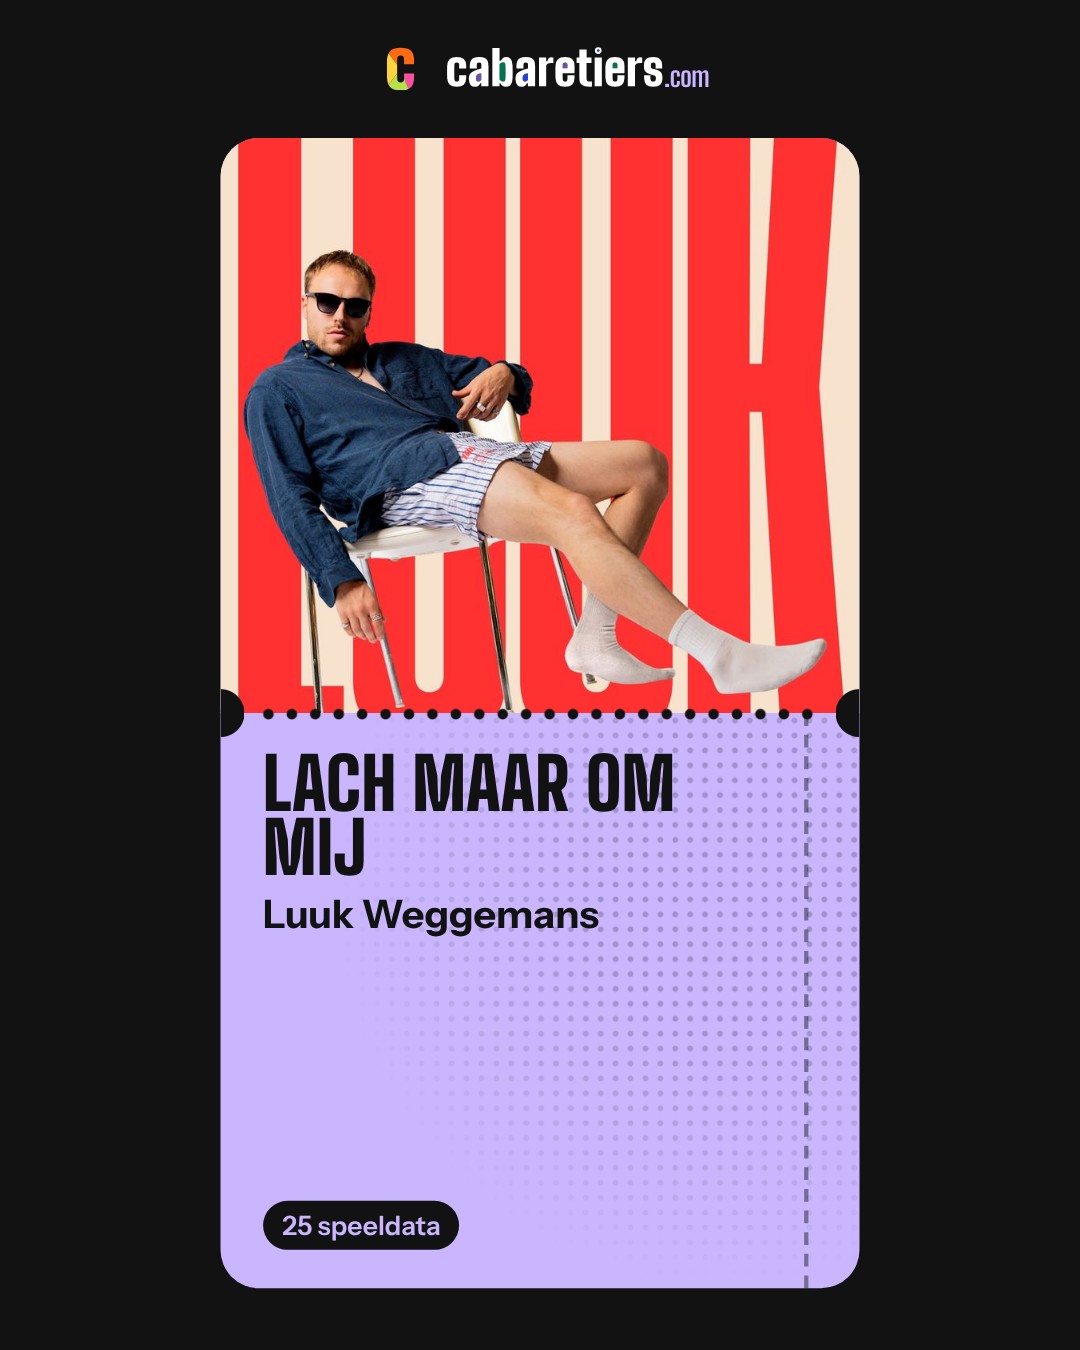 cabaretiers.com
LUUK
LACH MAAR OM
MIJ
Luuk Weggemans
25 speeldata